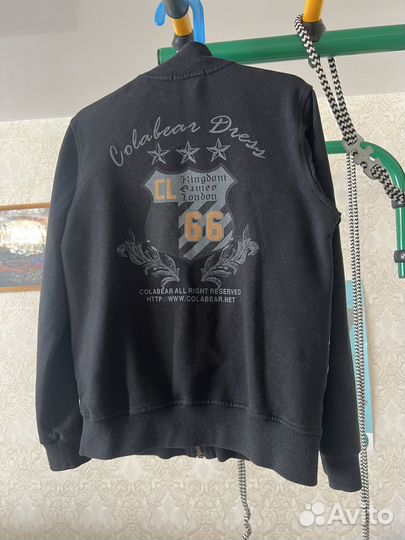 Colabear Dress
CL Kingdom
Games
London
66
COLABEAR ALL RIGHT RESERVED
HTTP://WWW.COLABEAR.NET
Avito